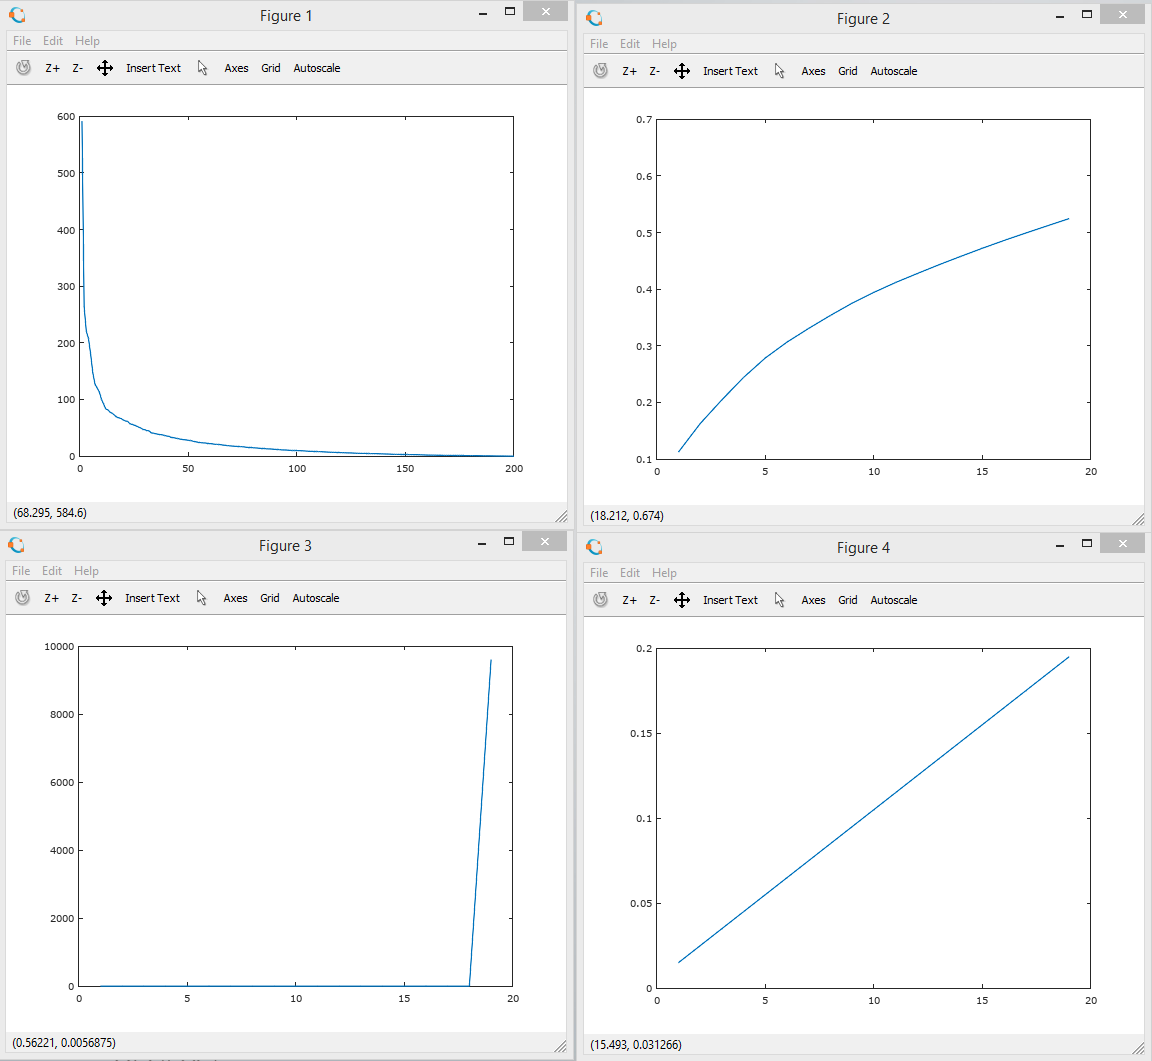 Figure 1
File Edit Help
Z+ Z- Insert Text Axes Grid Autoscale
600
500
400
300
200
100
0
0 50 100 150 200
(68.295, 584.6)
Figure 2
File Edit Help
Z+ Z- Insert Text Axes Grid Autoscale
0.7
0.6
0.5
0.4
0.3
0.2
0.1
0 5 10 15 20
(18.212, 0.674)
Figure 3
File Edit Help
Z+ Z- Insert Text Axes Grid Autoscale
10000
8000
6000
4000
2000
0
0 5 10 15 20
(0.56221, 0.0056875)
Figure 4
File Edit Help
Z+ Z- Insert Text Axes Grid Autoscale
0.2
0.15
0.1
0.05
0
0 5 10 15 20
(15.493, 0.031266)